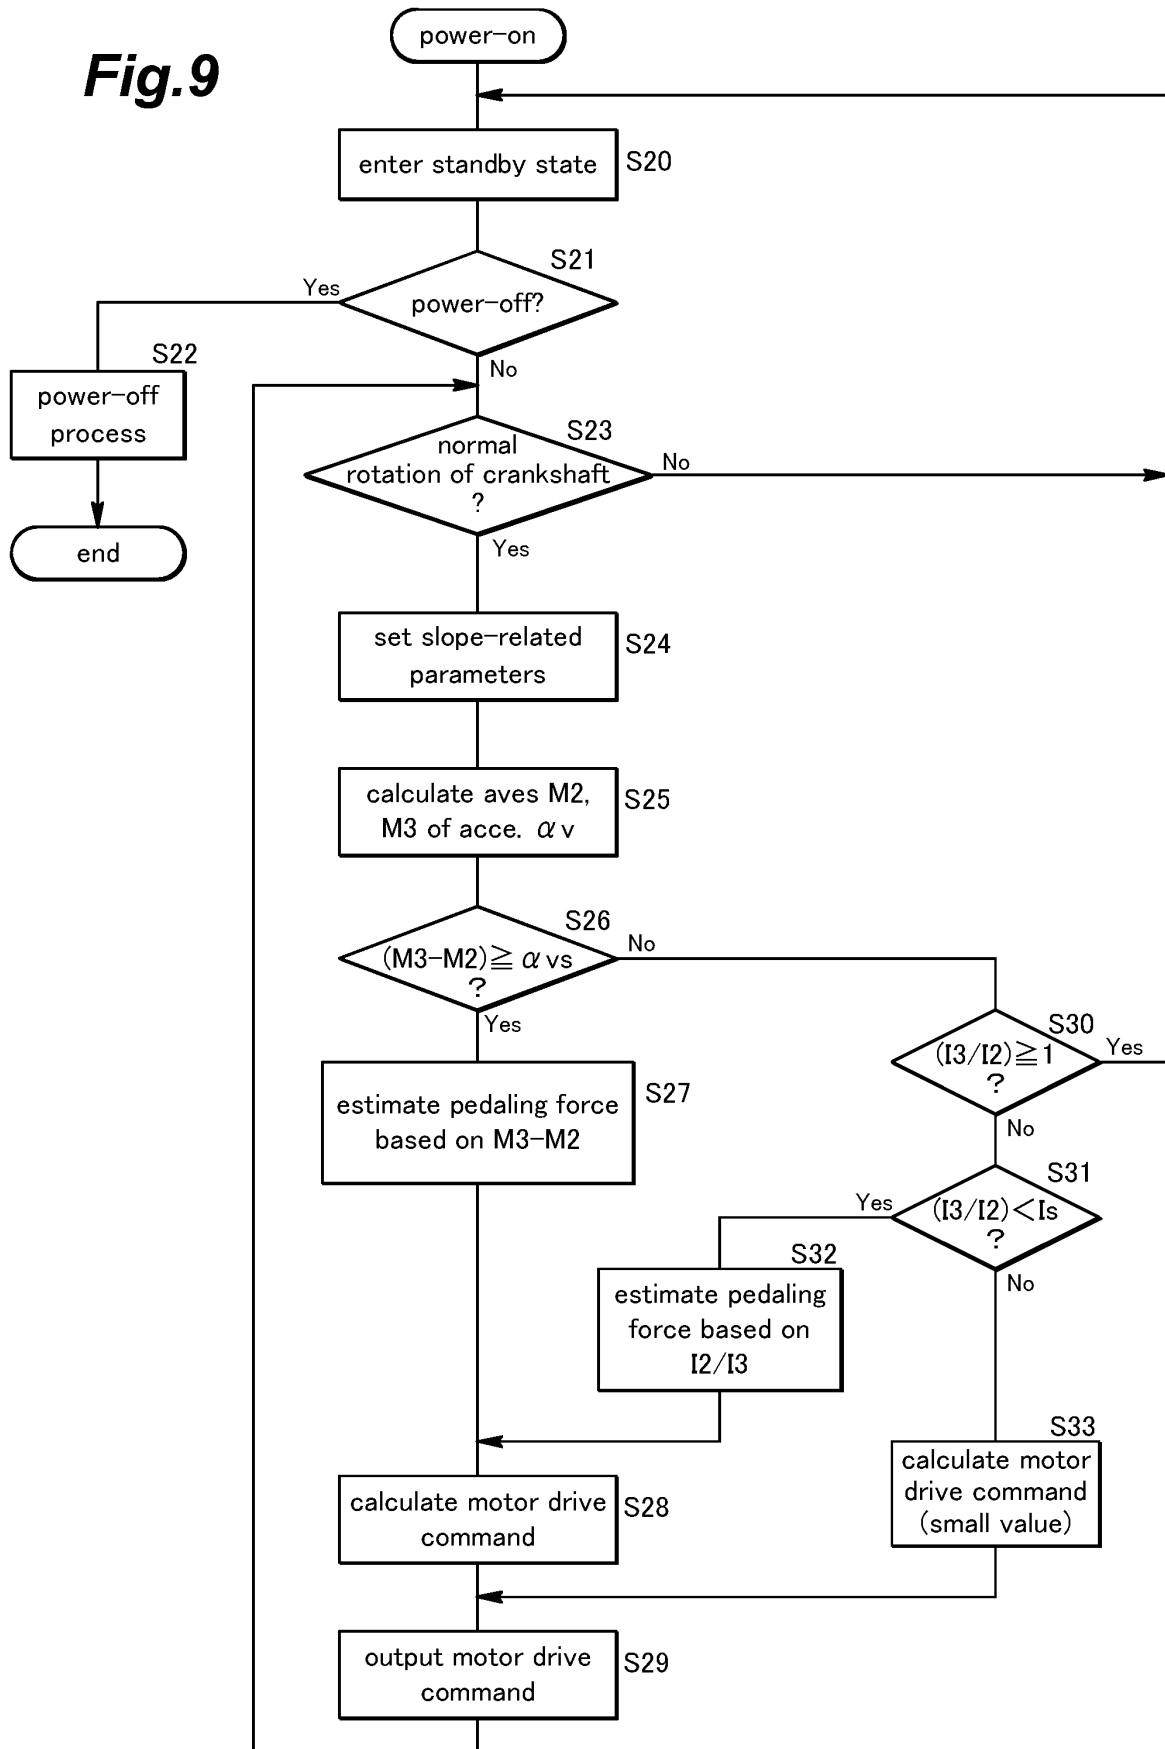 Fig.9
power-on
enter standby state
S20
S21
Yes
power-off?
No
S22
power-off
process
end
S23
normal
rotation of crankshaft
?
No
Yes
set slope-related
parameters
S24
calculate aves M2,
M3 of acce. αv
S25
S26
(M3-M2)≧αvs
?
No
Yes
estimate pedaling force
based on M3-M2
S27
S30
(I3/I2)≧1
?
Yes
No
S31
(I3/I2)<Is
?
Yes
No
S32
estimate pedaling
force based on
I2/I3
S33
calculate motor
drive command
(small value)
calculate motor drive
command
S28
output motor drive
command
S29